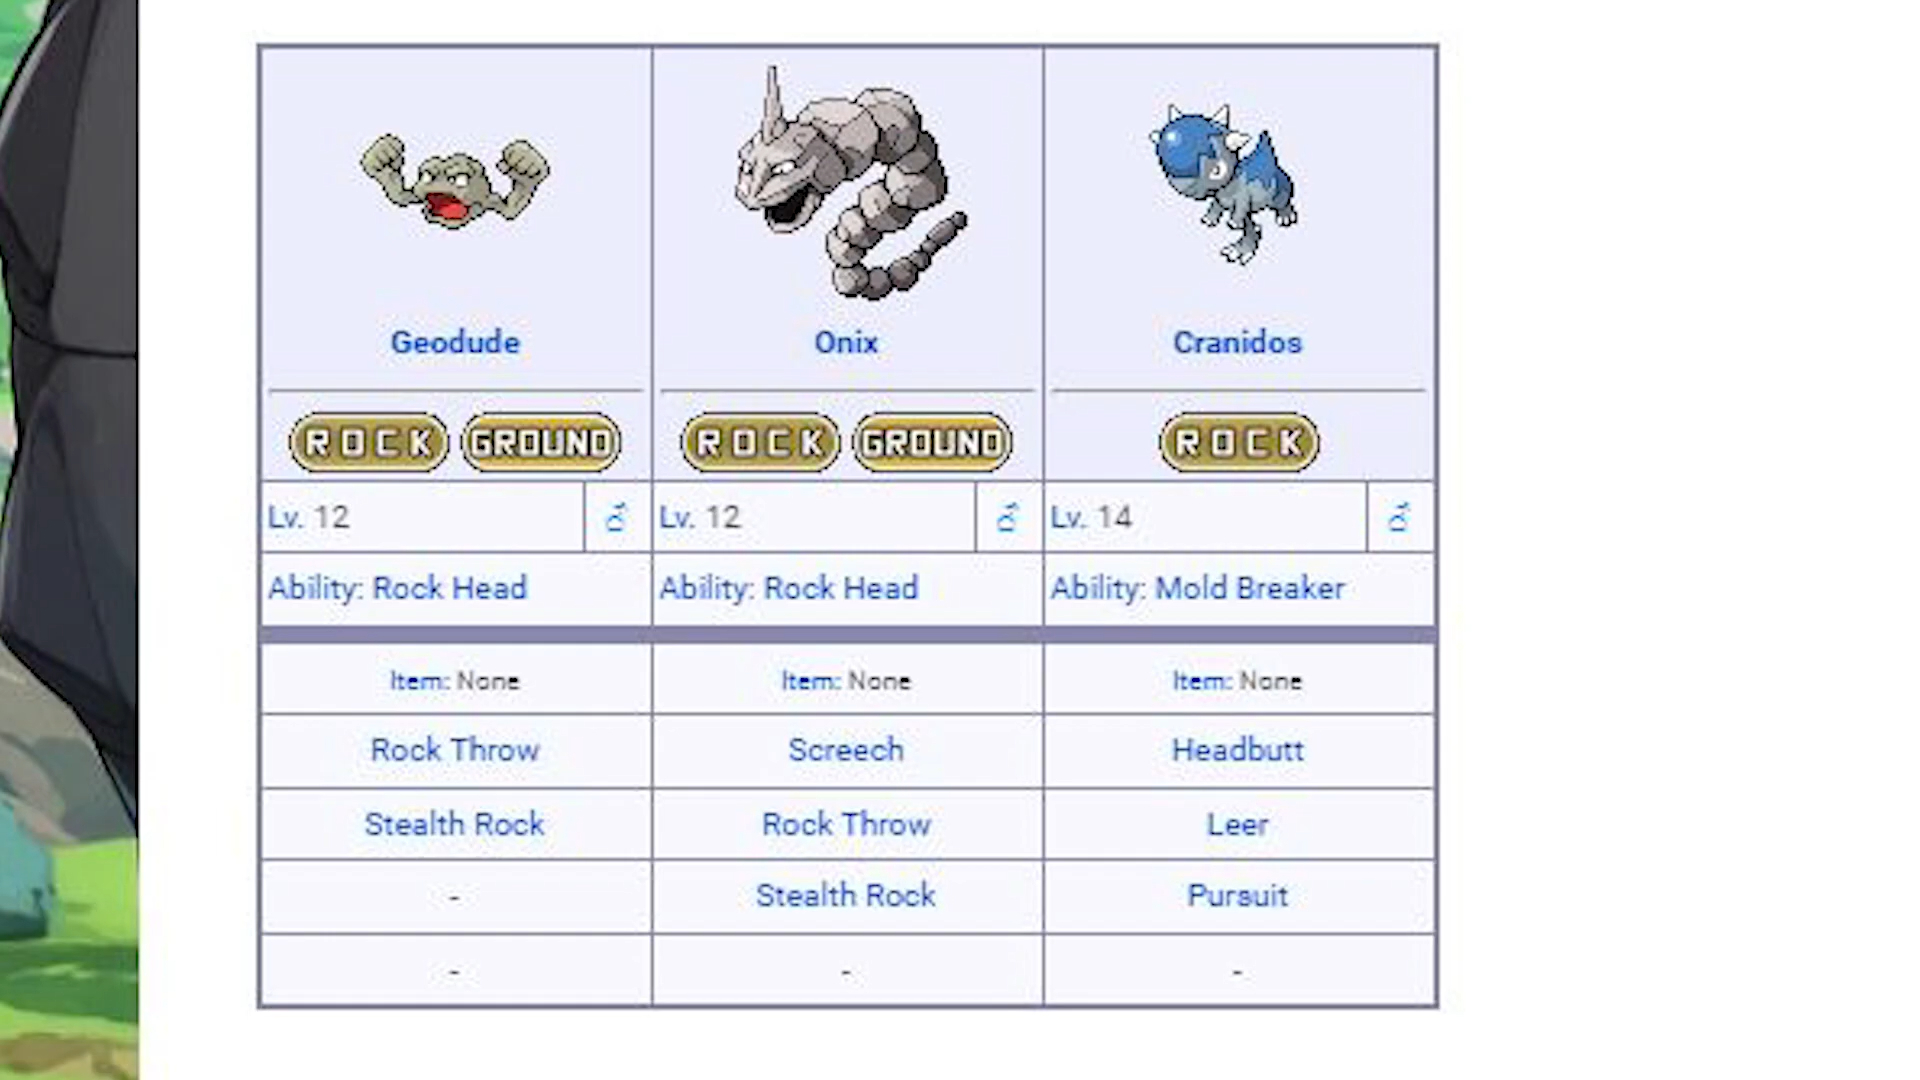 Geodude Onix Cranidos
ROCK GROUND ROCK GROUND ROCK
Lv. 12 ♂ Lv. 12 ♂ Lv. 14 ♂
Ability: Rock Head Ability: Rock Head Ability: Mold Breaker
Item: None Item: None Item: None
Rock Throw Screech Headbutt
Stealth Rock Rock Throw Leer
- Stealth Rock Pursuit
- - -